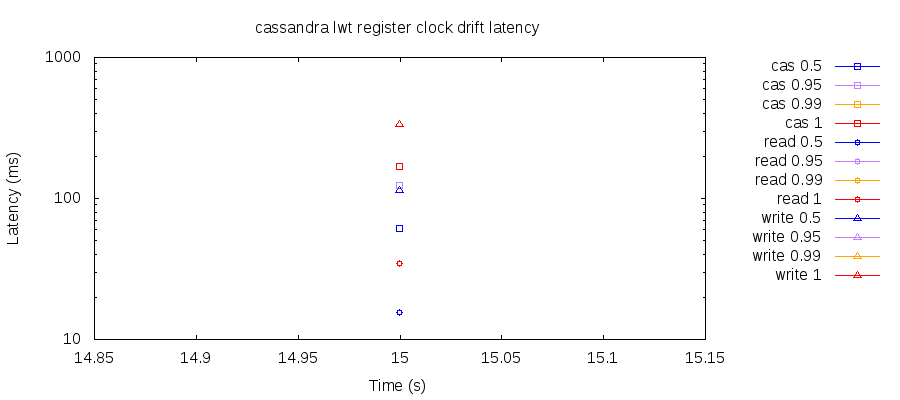 cassandra lwt register clock drift latency
1000
100
10
Latency (ms)
14.85 14.9 14.95 15 15.05 15.1 15.15
Time (s)
cas 0.5
cas 0.95
cas 0.99
cas 1
read 0.5
read 0.95
read 0.99
read 1
write 0.5
write 0.95
write 0.99
write 1